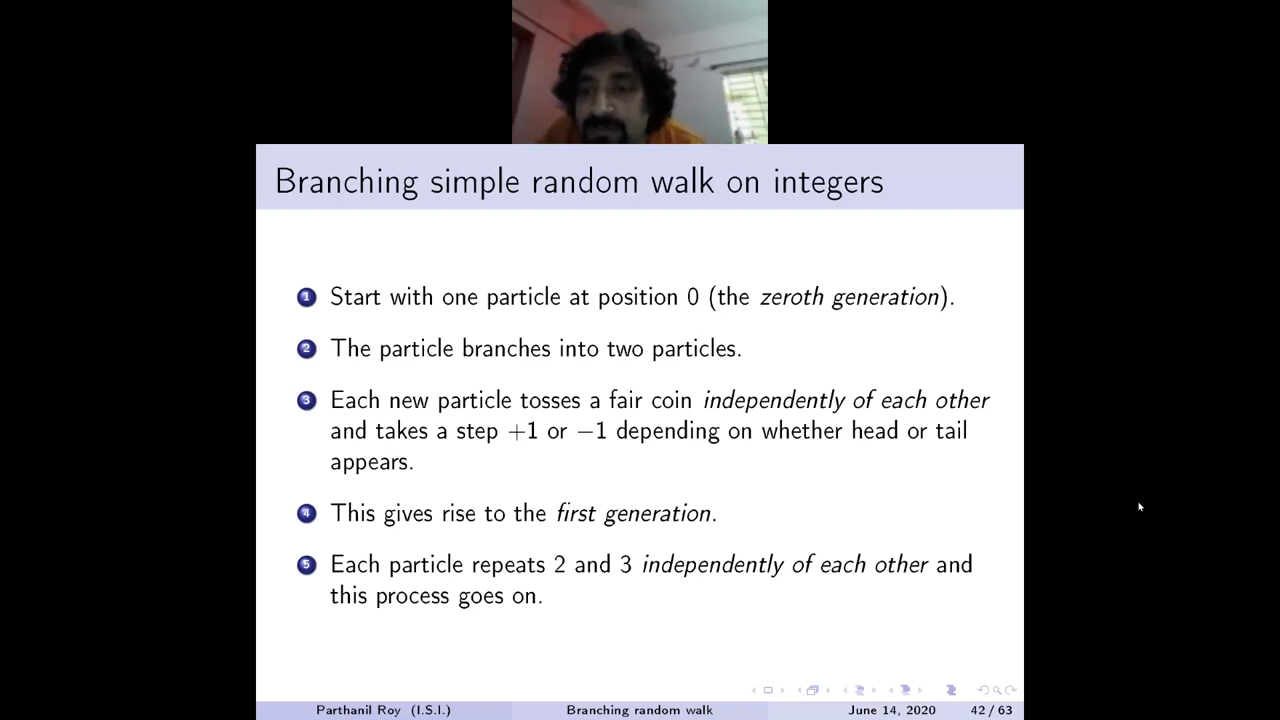 Branching simple random walk on integers
1 Start with one particle at position 0 (the zeroth generation).
2 The particle branches into two particles.
3 Each new particle tosses a fair coin independently of each other
and takes a step +1 or −1 depending on whether head or tail
appears.
4 This gives rise to the first generation.
5 Each particle repeats 2 and 3 independently of each other and
this process goes on.
Parthanil Roy (I.S.I.) Branching random walk June 14, 2020 42 / 63